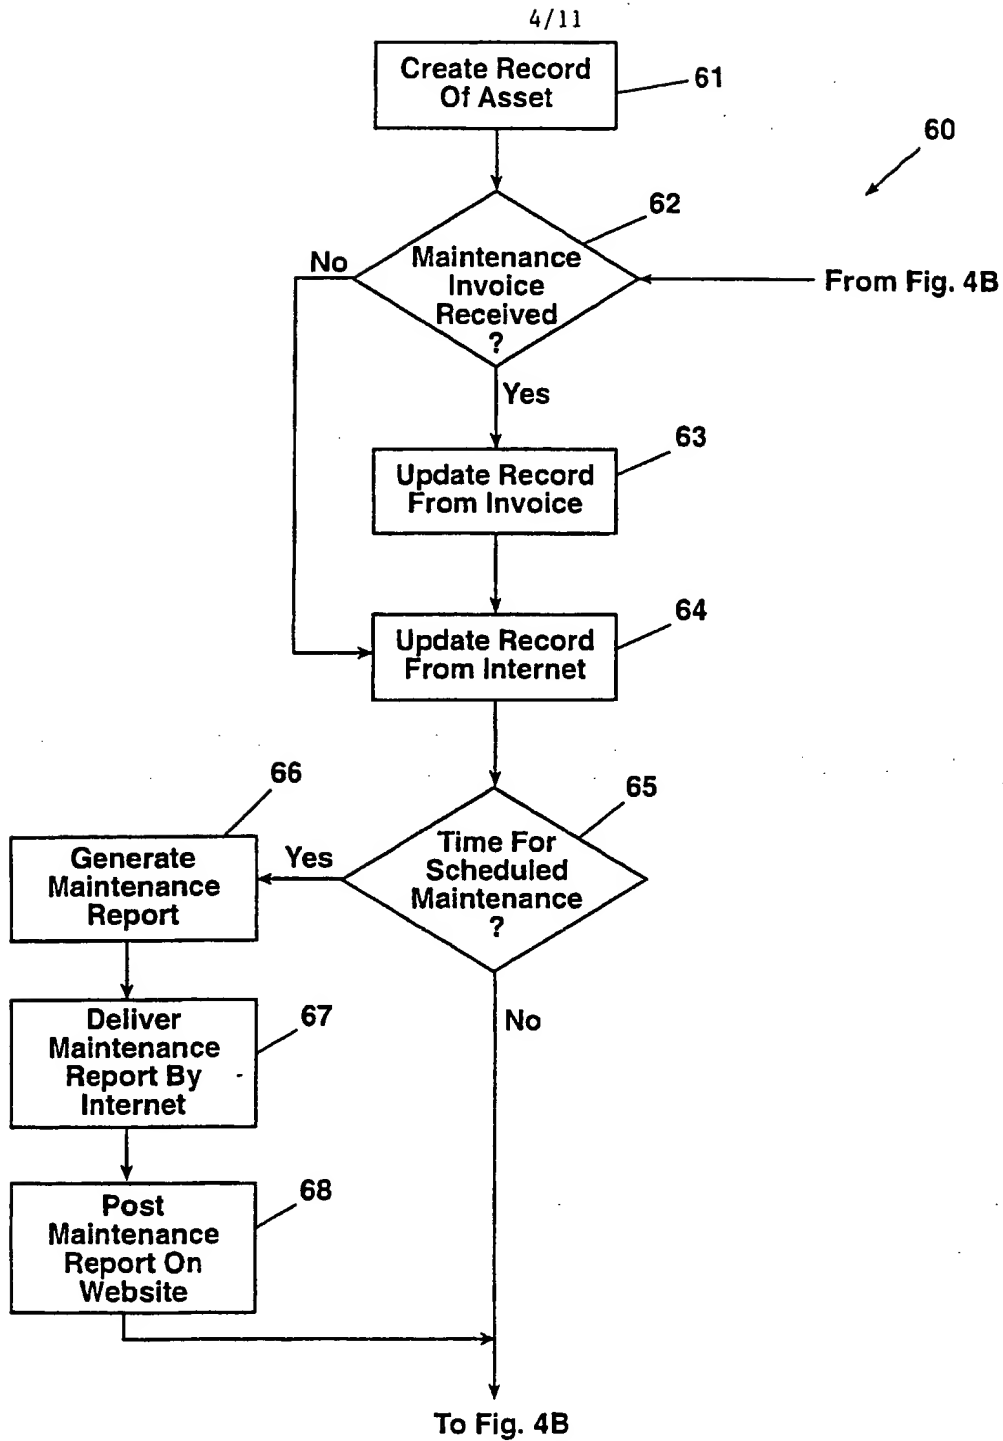 4/11
Create Record
Of Asset
61
60
62
Maintenance
Invoice
Received
?
No
From Fig. 4B
Yes
63
Update Record
From Invoice
64
Update Record
From Internet
65
Time For
Scheduled
Maintenance
?
66
Yes
Generate
Maintenance
Report
No
67
Deliver
Maintenance
Report By
Internet
68
Post
Maintenance
Report On
Website
To Fig. 4B